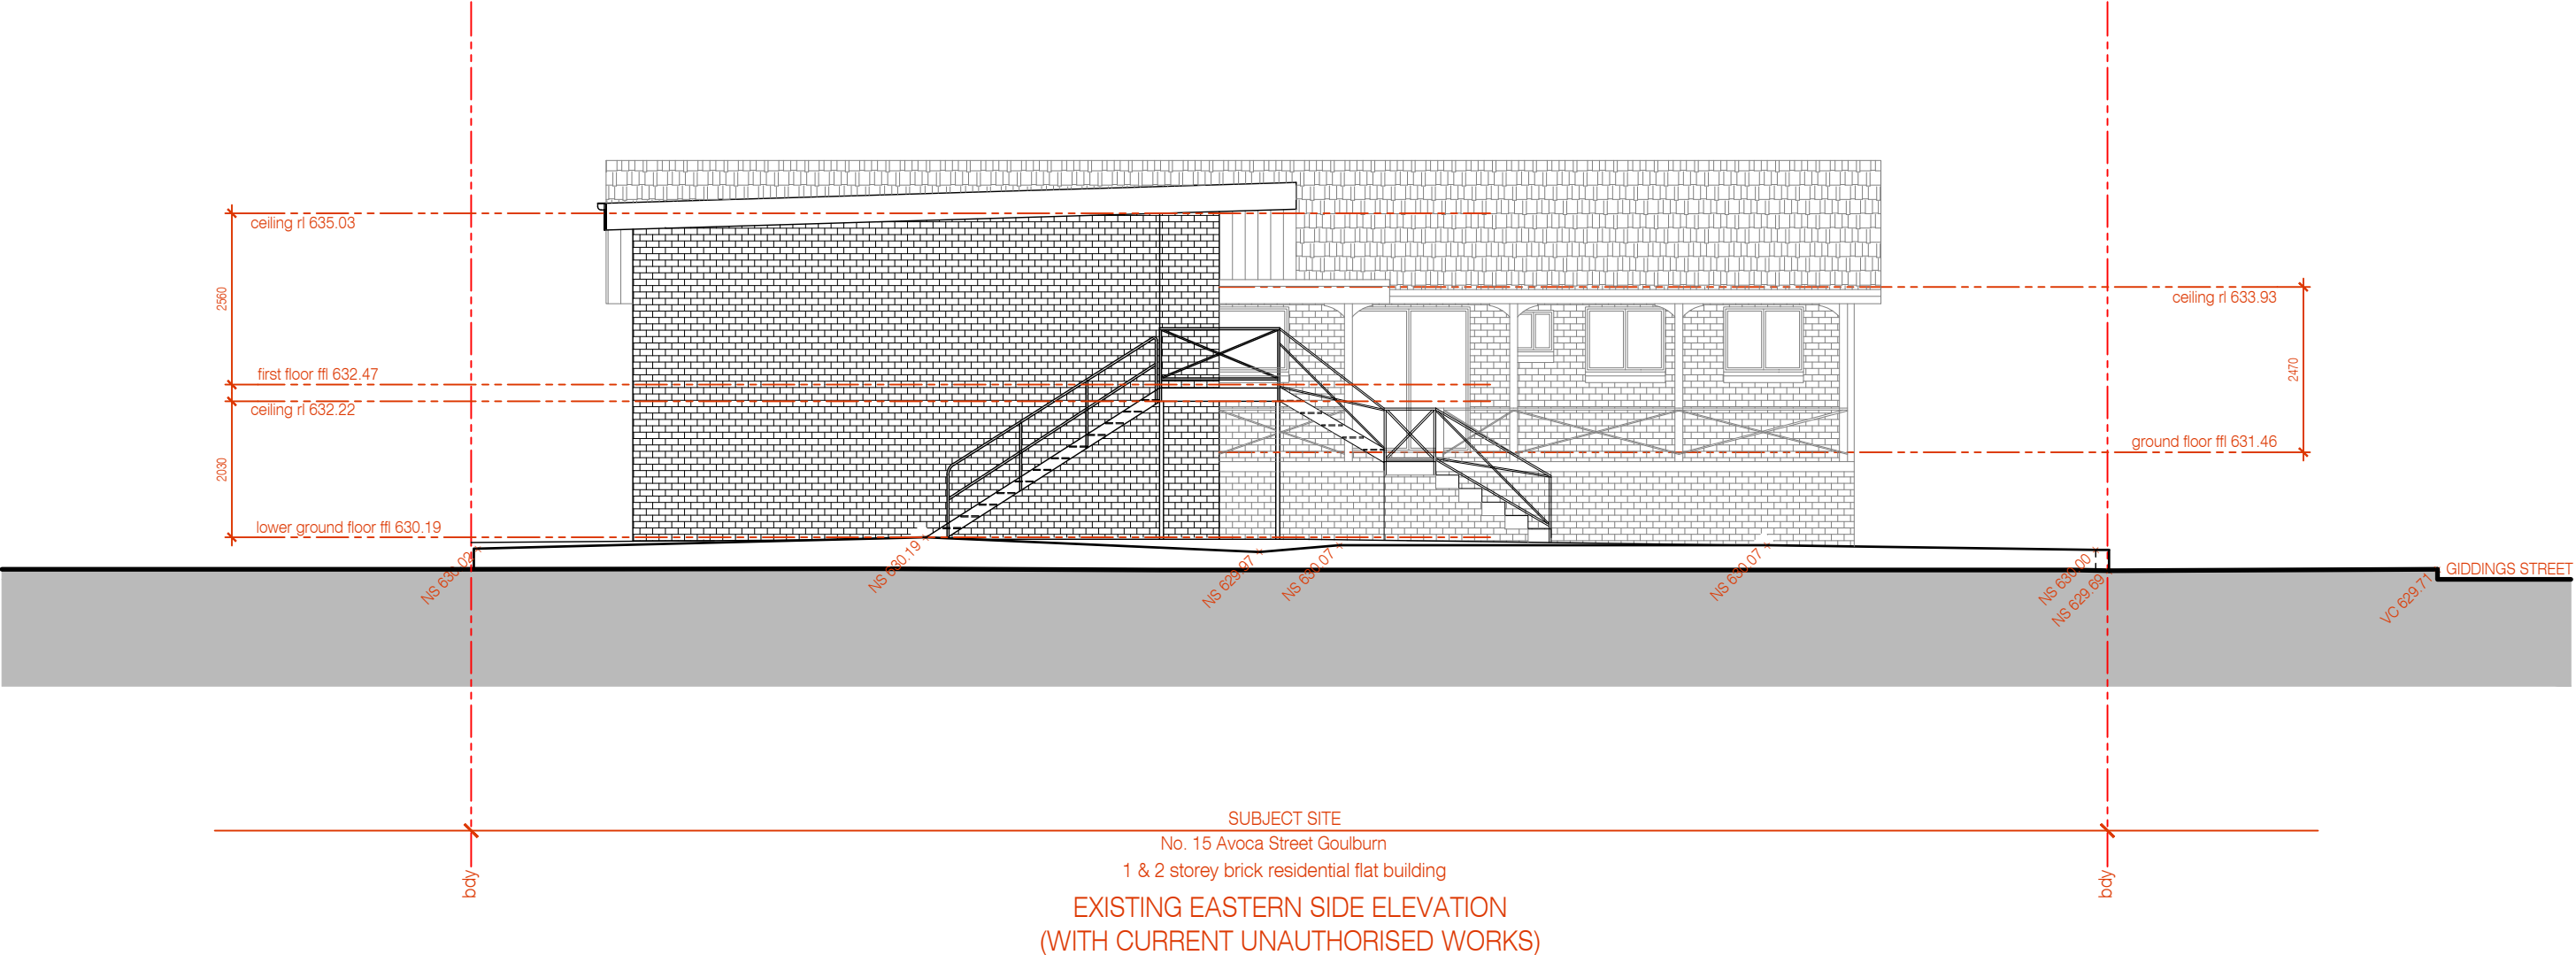 ceiling rl 635.03
2560
first floor ffl 632.47
ceiling rl 632.22
2030
lower ground floor ffl 630.19
ceiling rl 633.93
2470
ground floor ffl 631.46
NS 630.02
NS 630.19
NS 629.97
NS 630.07
NS 630.07
NS 630.00
NS 629.69
VC 629.71
GIDDINGS STREET
SUBJECT SITE
No. 15 Avoca Street Goulburn
1 & 2 storey brick residential flat building
bdy
bdy
EXISTING EASTERN SIDE ELEVATION
(WITH CURRENT UNAUTHORISED WORKS)